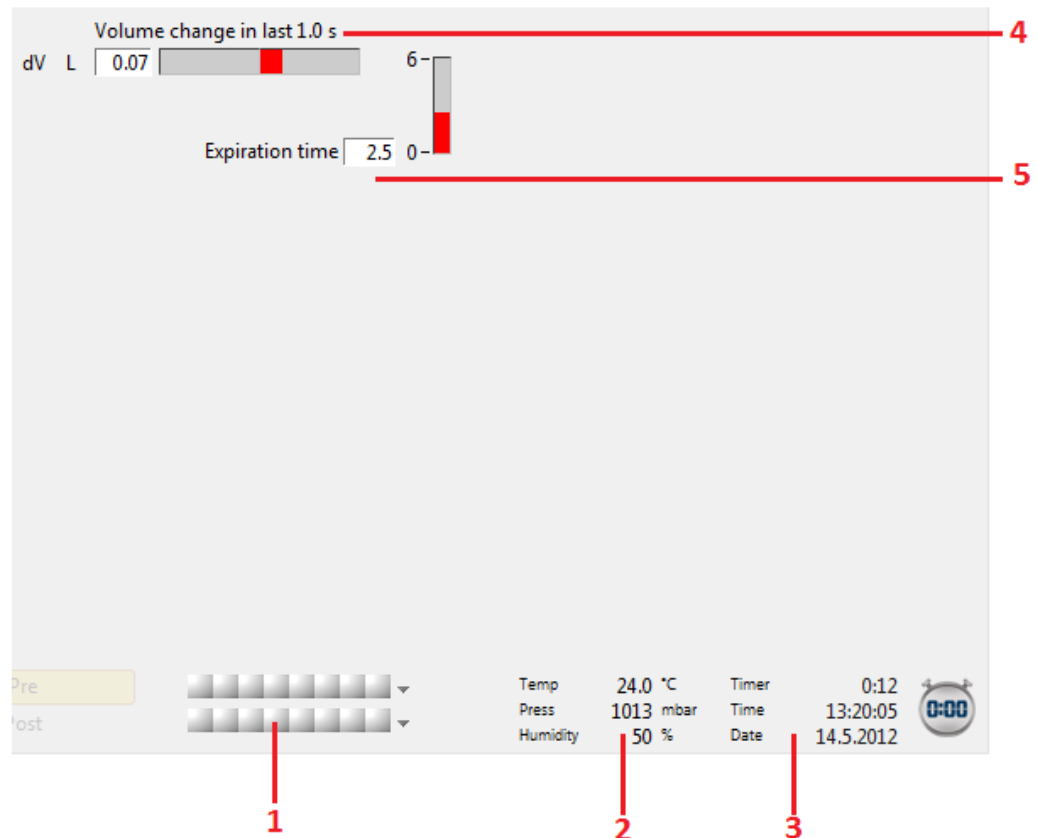 Volume change in last 1.0 s
4
dV L 0.07
6
Expiration time 2.5 0
5
Pre
Temp 24.0 °C Timer 0:12
Press 1013 mbar Time 13:20:05
0:00
Post
Humidity 50 % Date 14.5.2012
1
2
3